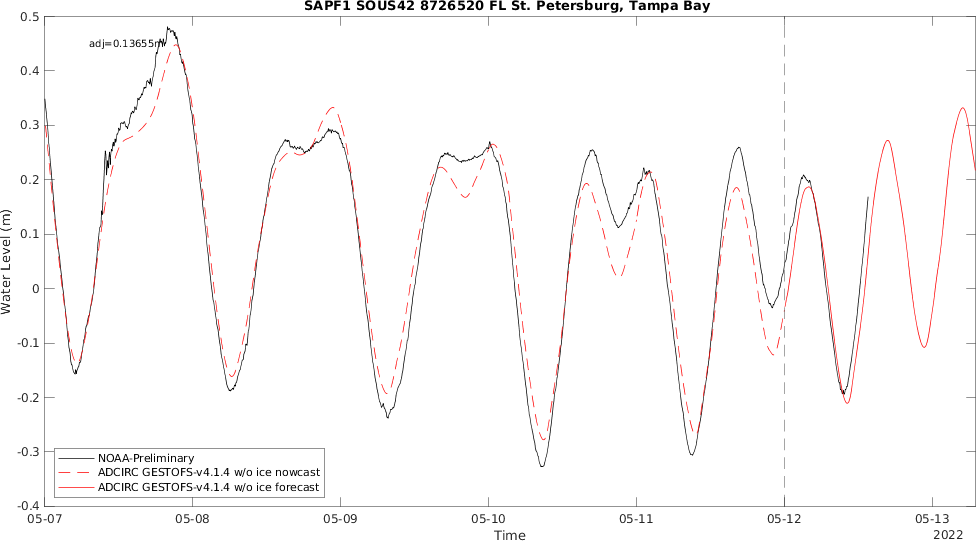 SAPF1 SOUS42 8726520 FL St. Petersburg, Tampa Bay
0.5
adj=0.13655m
0.4
0.3
0.2
0.1
0
-0.1
-0.2
-0.3
-0.4
Water Level (m)
NOAA-Preliminary
ADCIRC GESTOFS-v4.1.4 w/o ice nowcast
ADCIRC GESTOFS-v4.1.4 w/o ice forecast
05-07 05-08 05-09 05-10 05-11 05-12 05-13
Time
2022